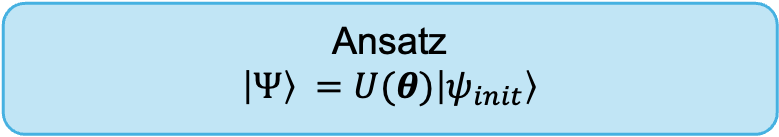 Ansatz
|Ψ⟩ = U(𝜽)|ψ_init⟩